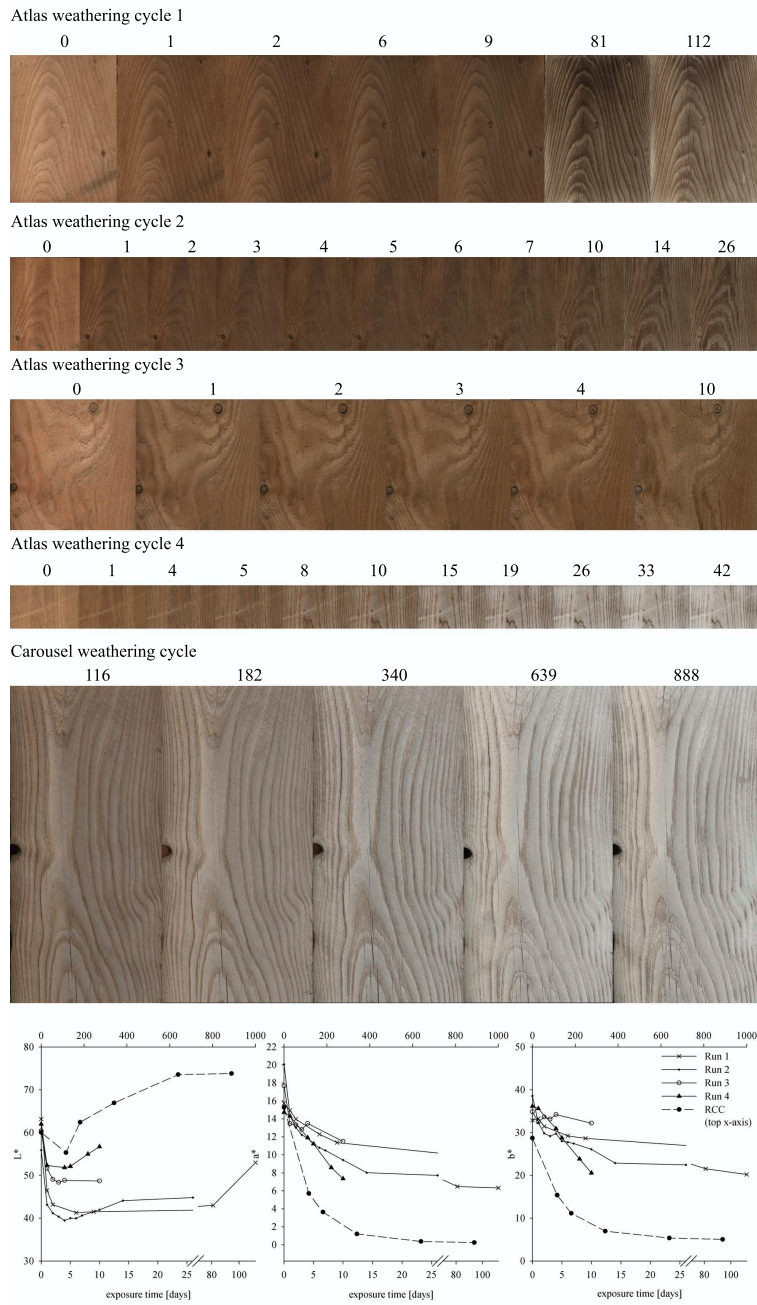 Atlas weathering cycle 1
0 1 2 6 9 81 112
Atlas weathering cycle 2
0 1 2 3 4 5 6 7 10 14 26
Atlas weathering cycle 3
0 1 2 3 4 10
Atlas weathering cycle 4
0 1 4 5 8 10 15 19 26 33 42
Carousel weathering cycle
116 182 340 639 888
0 200 400 600 1000
80
70
60
50
40
30
L*
0 5 10 15 20 25 80 100
exposure time [days]
0 200 400 600 800 1000
22
20
18
16
14
12
10
8
6
4
2
0
a*
0 5 10 15 20 25 80 100
exposure time [days]
0 200 400 600 800 1000
50
40
30
20
10
0
b*
0 5 10 15 20 25 80 100
exposure time [days]
Run 1
Run 2
Run 3
Run 4
RCC
(top x-axis)